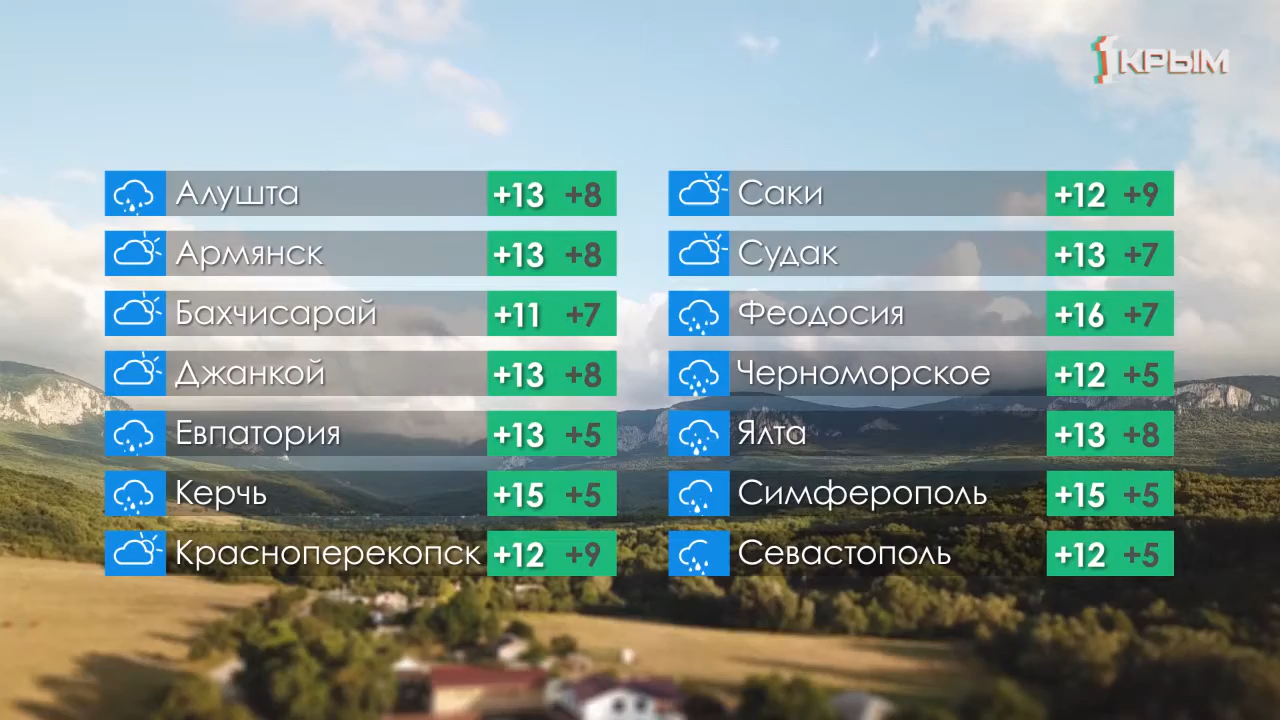 1КРЫМ
Алушта +13 +8
Армянск +13 +8
Бахчисарай +11 +7
Джанкой +13 +8
Евпатория +13 +5
Керчь +15 +5
Красноперекопск +12 +9
Саки +12 +9
Судак +13 +7
Феодосия +16 +7
Черноморское +12 +5
Ялта +13 +8
Симферополь +15 +5
Севастополь +12 +5